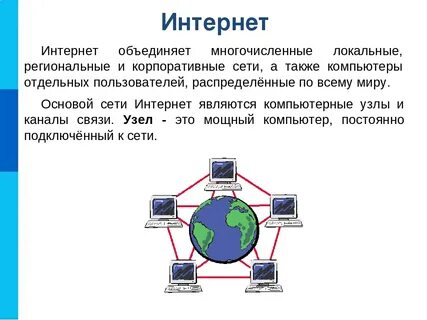 Интернет
Интернет объединяет многочисленные локальные,
региональные и корпоративные сети, а также компьютеры
отдельных пользователей, распределённые по всему миру.
Основой сети Интернет являются компьютерные узлы и
каналы связи. Узел - это мощный компьютер, постоянно
подключённый к сети.